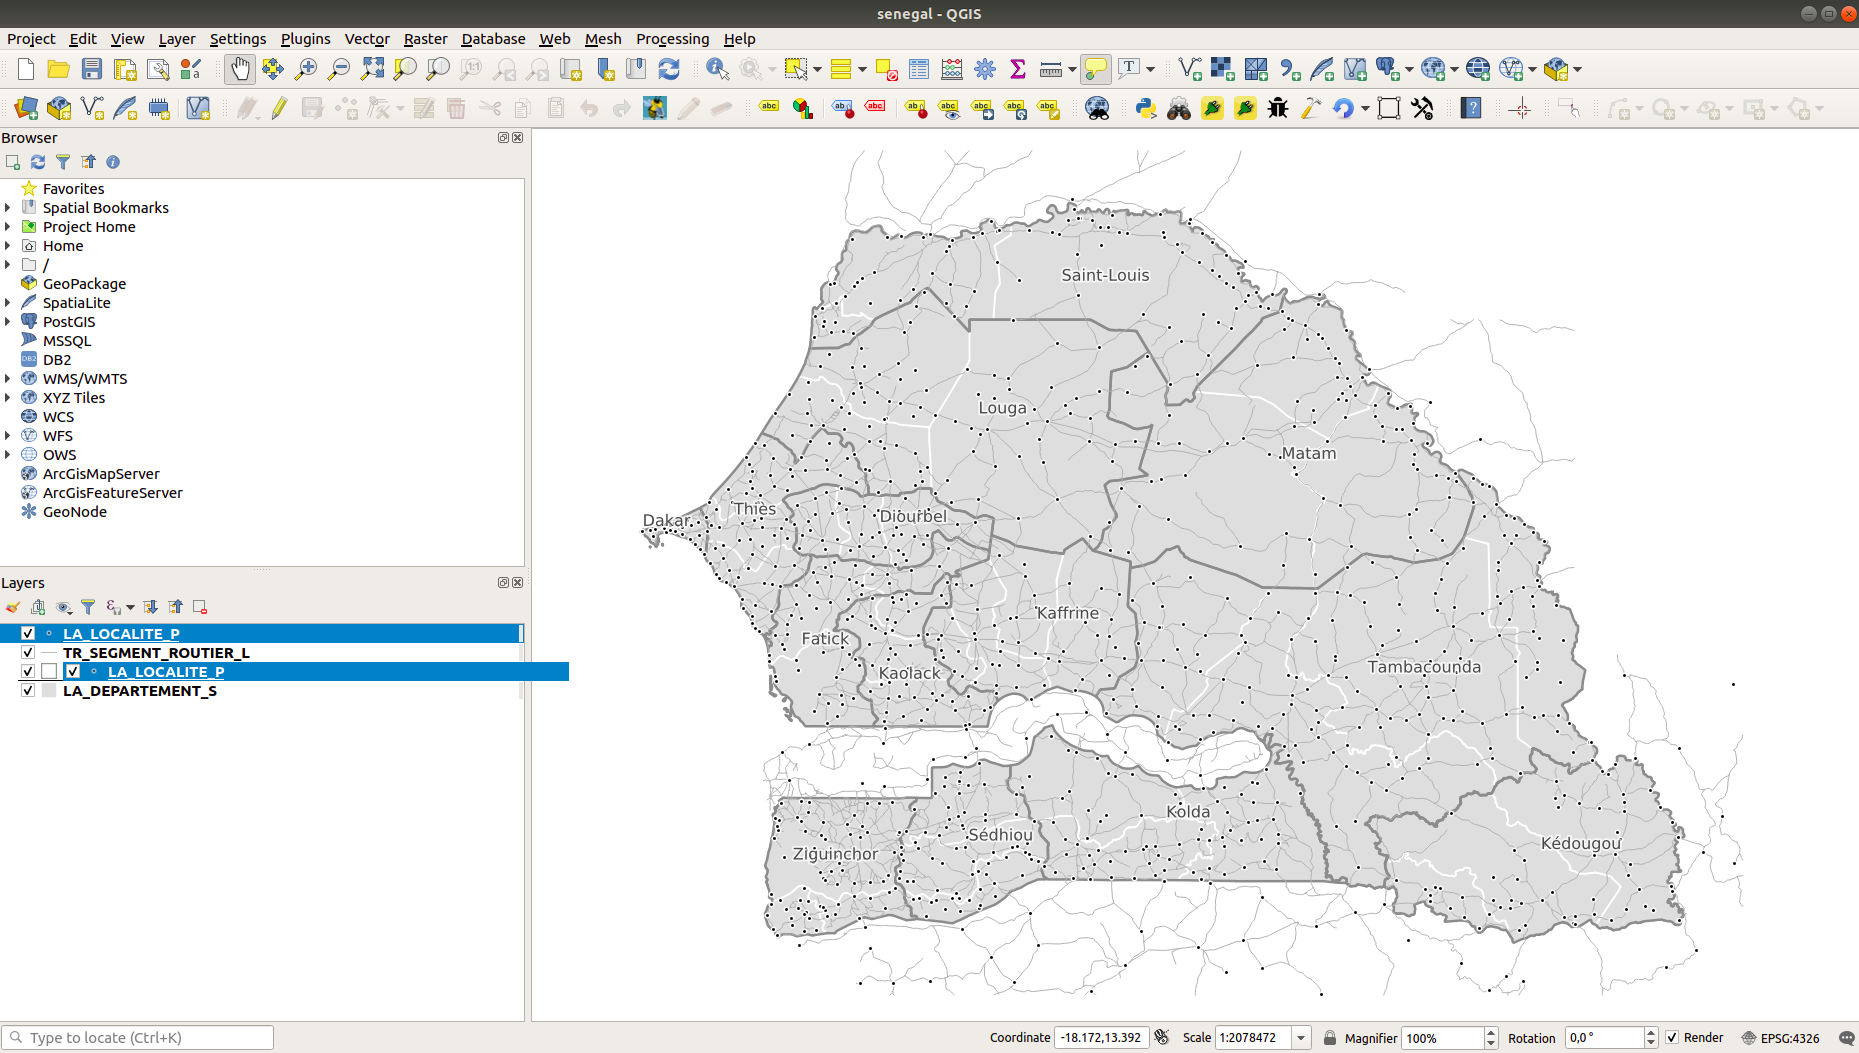 senegal - QGIS
Project Edit View Layer Settings Plugins Vector Raster Database Web Mesh Processing Help
Browser
Favorites
Spatial Bookmarks
Project Home
Home
/
GeoPackage
SpatiaLite
PostGIS
MSSQL
DB2
WMS/WMTS
XYZ Tiles
WCS
WFS
OWS
ArcGisMapServer
ArcGisFeatureServer
GeoNode
Layers
LA_LOCALITE_P
TR_SEGMENT_ROUTIER_L
LA_LOCALITE_P
LA_DEPARTEMENT_S
Saint-Louis
Louga
Matam
Thiès
Dakar
Diourbel
Kaffrine
Fatick
Kaolack
Tambacounda
Kolda
Sédhiou
Ziguinchor
Kédougou
Type to locate (Ctrl+K)
Coordinate -18.172,13.392 Scale 1:2078472 Magnifier 100% Rotation 0,0 ° Render EPSG:4326